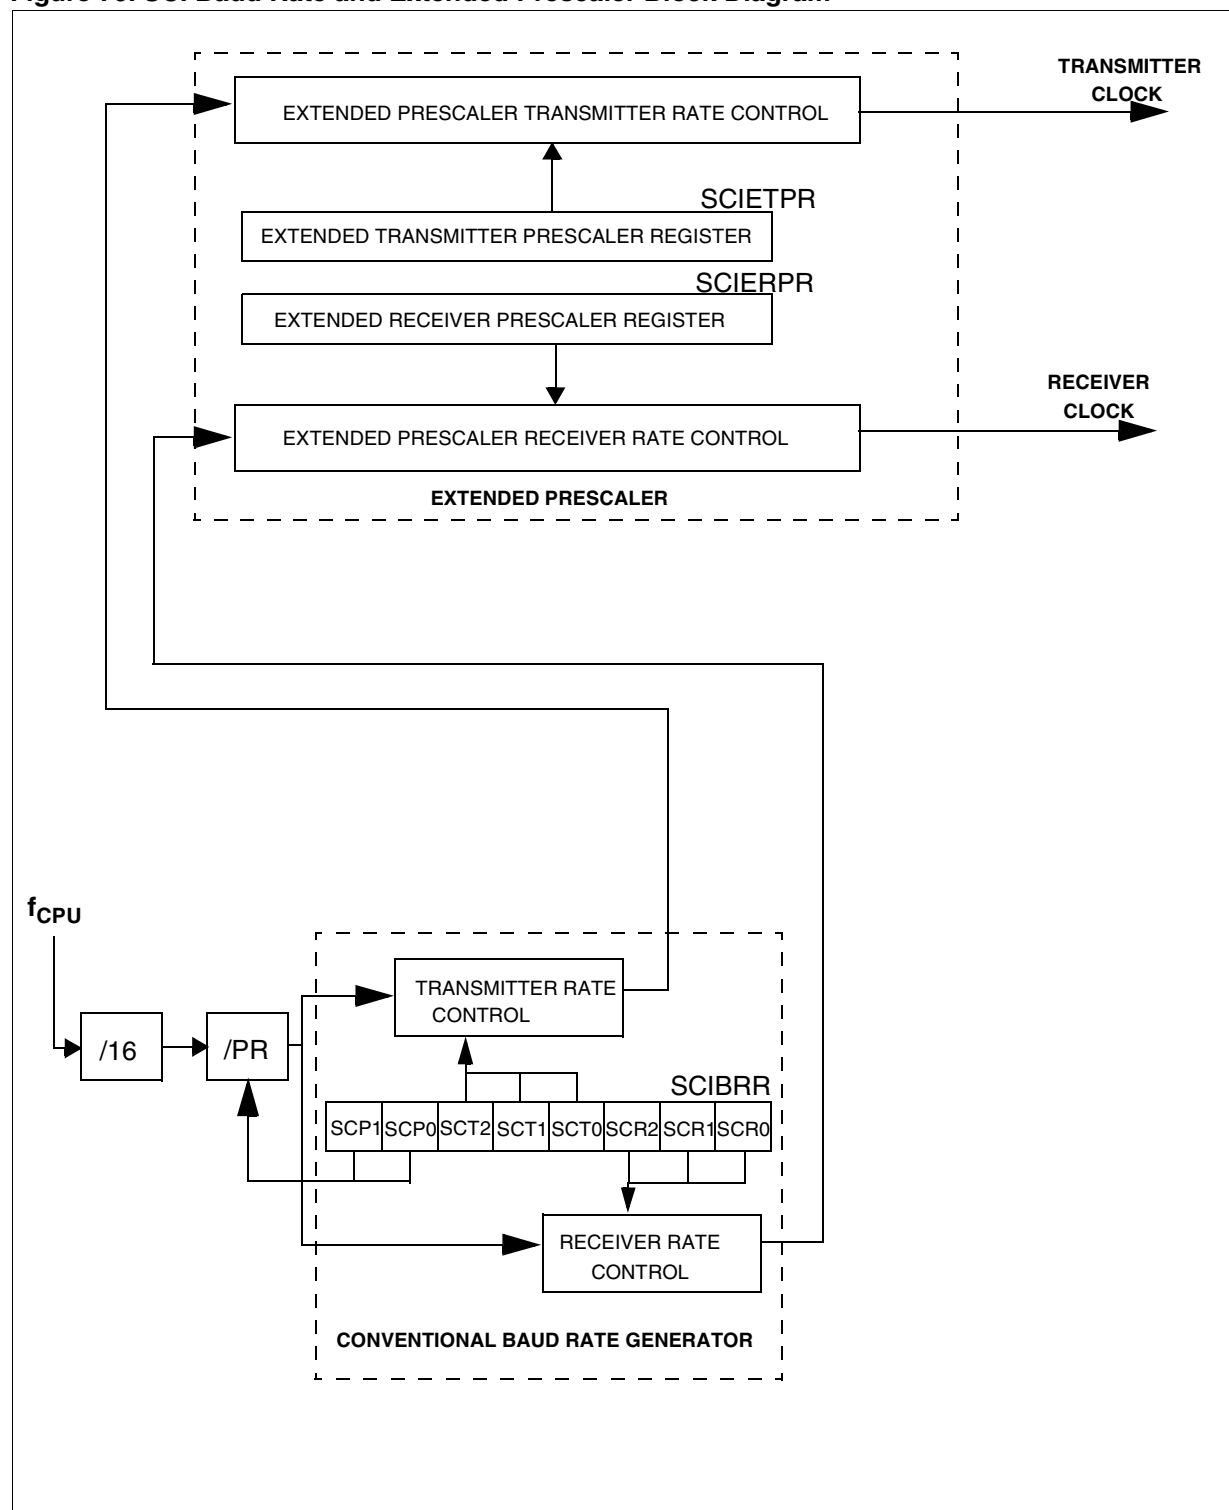 TRANSMITTER
CLOCK
EXTENDED PRESCALER TRANSMITTER RATE CONTROL
SCIETPR
EXTENDED TRANSMITTER PRESCALER REGISTER
SCIERPR
EXTENDED RECEIVER PRESCALER REGISTER
RECEIVER
CLOCK
EXTENDED PRESCALER RECEIVER RATE CONTROL
EXTENDED PRESCALER
fCPU
TRANSMITTER RATE
CONTROL
/16
/PR
SCIBRR
SCP1 SCP0 SCT2 SCT1 SCT0 SCR2 SCR1 SCR0
RECEIVER RATE
CONTROL
CONVENTIONAL BAUD RATE GENERATOR